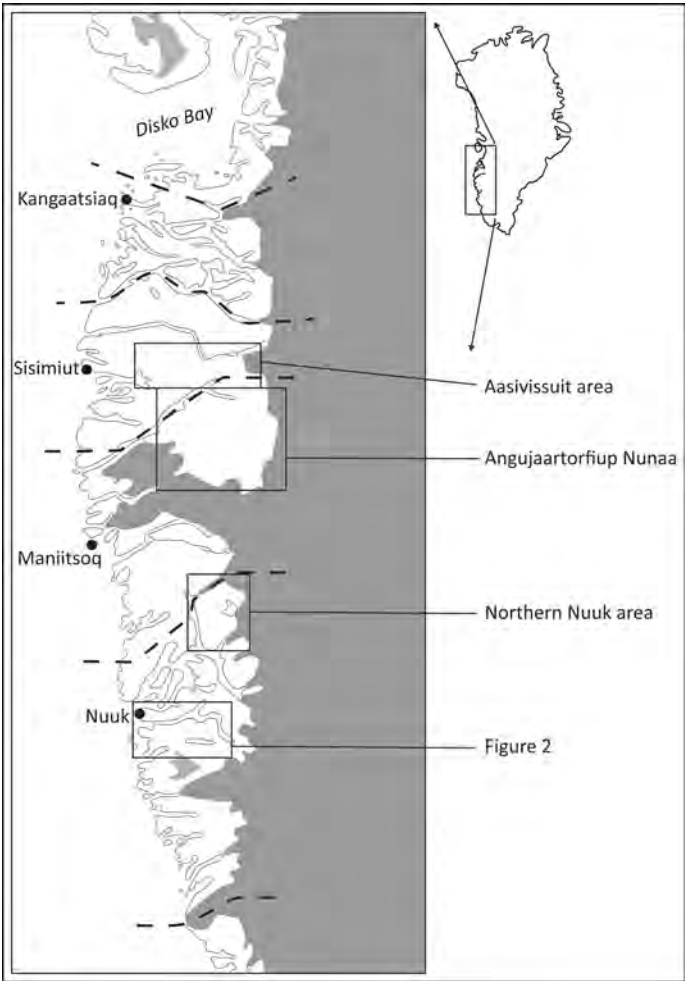 Disko Bay
Kangaatsiaq
Sisimiut
Aasivissuit area
Angujaartorfiup Nunaa
Maniitsoq
Northern Nuuk area
Nuuk
Figure 2